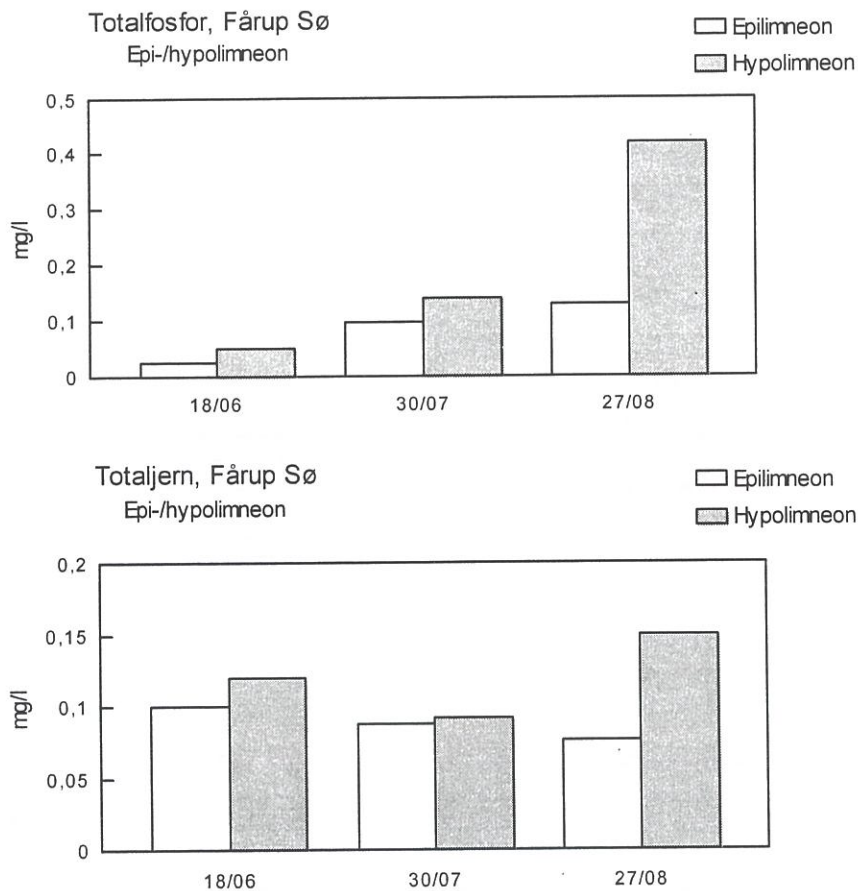 Totalfosfor, Fårup Sø
Epi-/hypolimneon
Epilimneon
Hypolimneon
0,5
0,4
0,3
0,2
0,1
0
mg/l
18/06 30/07 27/08
Totaljern, Fårup Sø
Epi-/hypolimneon
Epilimneon
Hypolimneon
0,2
0,15
0,1
0,05
0
mg/l
18/06 30/07 27/08